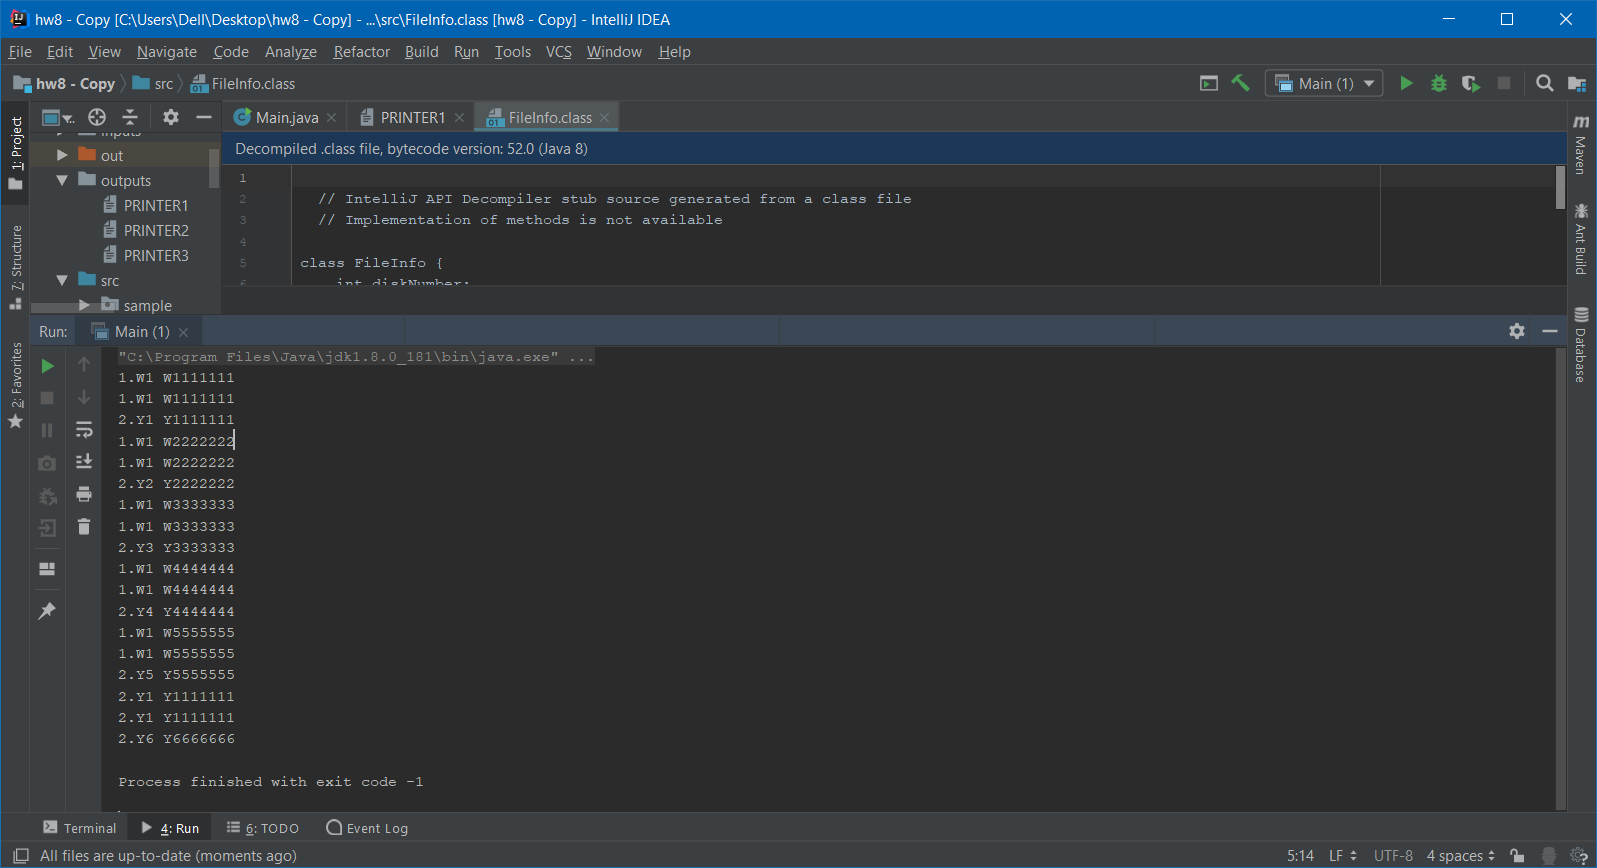 hw8 - Copy [C:\Users\Dell\Desktop\hw8 - Copy] - ...\src\FileInfo.class [hw8 - Copy] - IntelliJ IDEA
File Edit View Navigate Code Analyze Refactor Build Run Tools VCS Window Help
hw8 - Copy src FileInfo.class Main (1)
Main.java PRINTER1 FileInfo.class
Decompiled .class file, bytecode version: 52.0 (Java 8)
1: Project
7: Structure
2: Favorites
inputs
out
outputs
PRINTER1
PRINTER2
PRINTER3
src
sample
1
2 // IntelliJ API Decompiler stub source generated from a class file
3 // Implementation of methods is not available
4
5 class FileInfo {
6 int diskNumber;
Maven
Ant Build
Database
Run: Main (1)
"C:\Program Files\Java\jdk1.8.0_181\bin\java.exe" ...
1.W1 W1111111
1.W1 W1111111
2.Y1 Y1111111
1.W1 W2222222
1.W1 W2222222
2.Y2 Y2222222
1.W1 W3333333
1.W1 W3333333
2.Y3 Y3333333
1.W1 W4444444
1.W1 W4444444
2.Y4 Y4444444
1.W1 W5555555
1.W1 W5555555
2.Y5 Y5555555
2.Y1 Y1111111
2.Y1 Y1111111
2.Y6 Y6666666
Process finished with exit code -1
Terminal 4: Run 6: TODO Event Log
All files are up-to-date (moments ago) 5:14 LF UTF-8 4 spaces